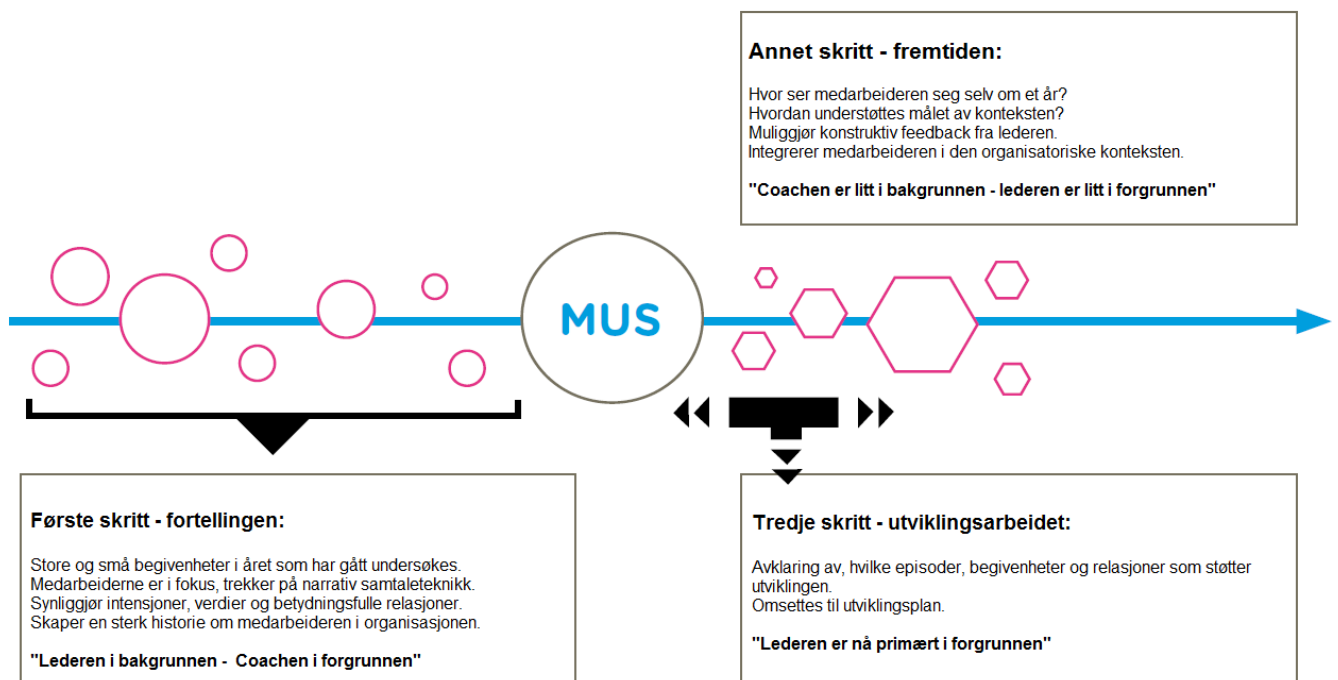 Annet skritt - fremtiden:
Hvor ser medarbeideren seg selv om et år?
Hvordan understøttes målet av konteksten?
Muliggjør konstruktiv feedback fra lederen.
Integrerer medarbeideren i den organisatoriske konteksten.
"Coachen er litt i bakgrunnen - lederen er litt i forgrunnen"
MUS
Første skritt - fortellingen:
Store og små begivenheter i året som har gått undersøkes.
Medarbeiderne er i fokus, trekker på narrativ samtaleteknikk.
Synliggjør intensjoner, verdier og betydningsfulle relasjoner.
Skaper en sterk historie om medarbeideren i organisasjonen.
"Lederen i bakgrunnen -  Coachen i forgrunnen"
Tredje skritt - utviklingsarbeidet:
Avklaring av, hvilke episoder, begivenheter og relasjoner som støtter
utviklingen.
Omsettes til utviklingsplan.
"Lederen er nå primært i forgrunnen"